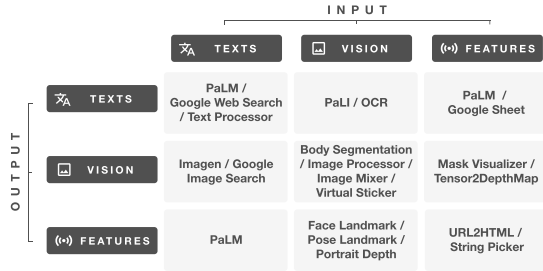 INPUT
TEXTS
VISION
FEATURES
OUTPUT
TEXTS
PaLM /
Google Web Search
/ Text Processor
PaLI / OCR
PaLM /
Google Sheet
VISION
Imagen / Google
Image Search
Body Segmentation
/ Image Processor /
Image Mixer /
Virtual Sticker
Mask Visualizer /
Tensor2DepthMap
FEATURES
PaLM
Face Landmark /
Pose Landmark /
Portrait Depth
URL2HTML /
String Picker